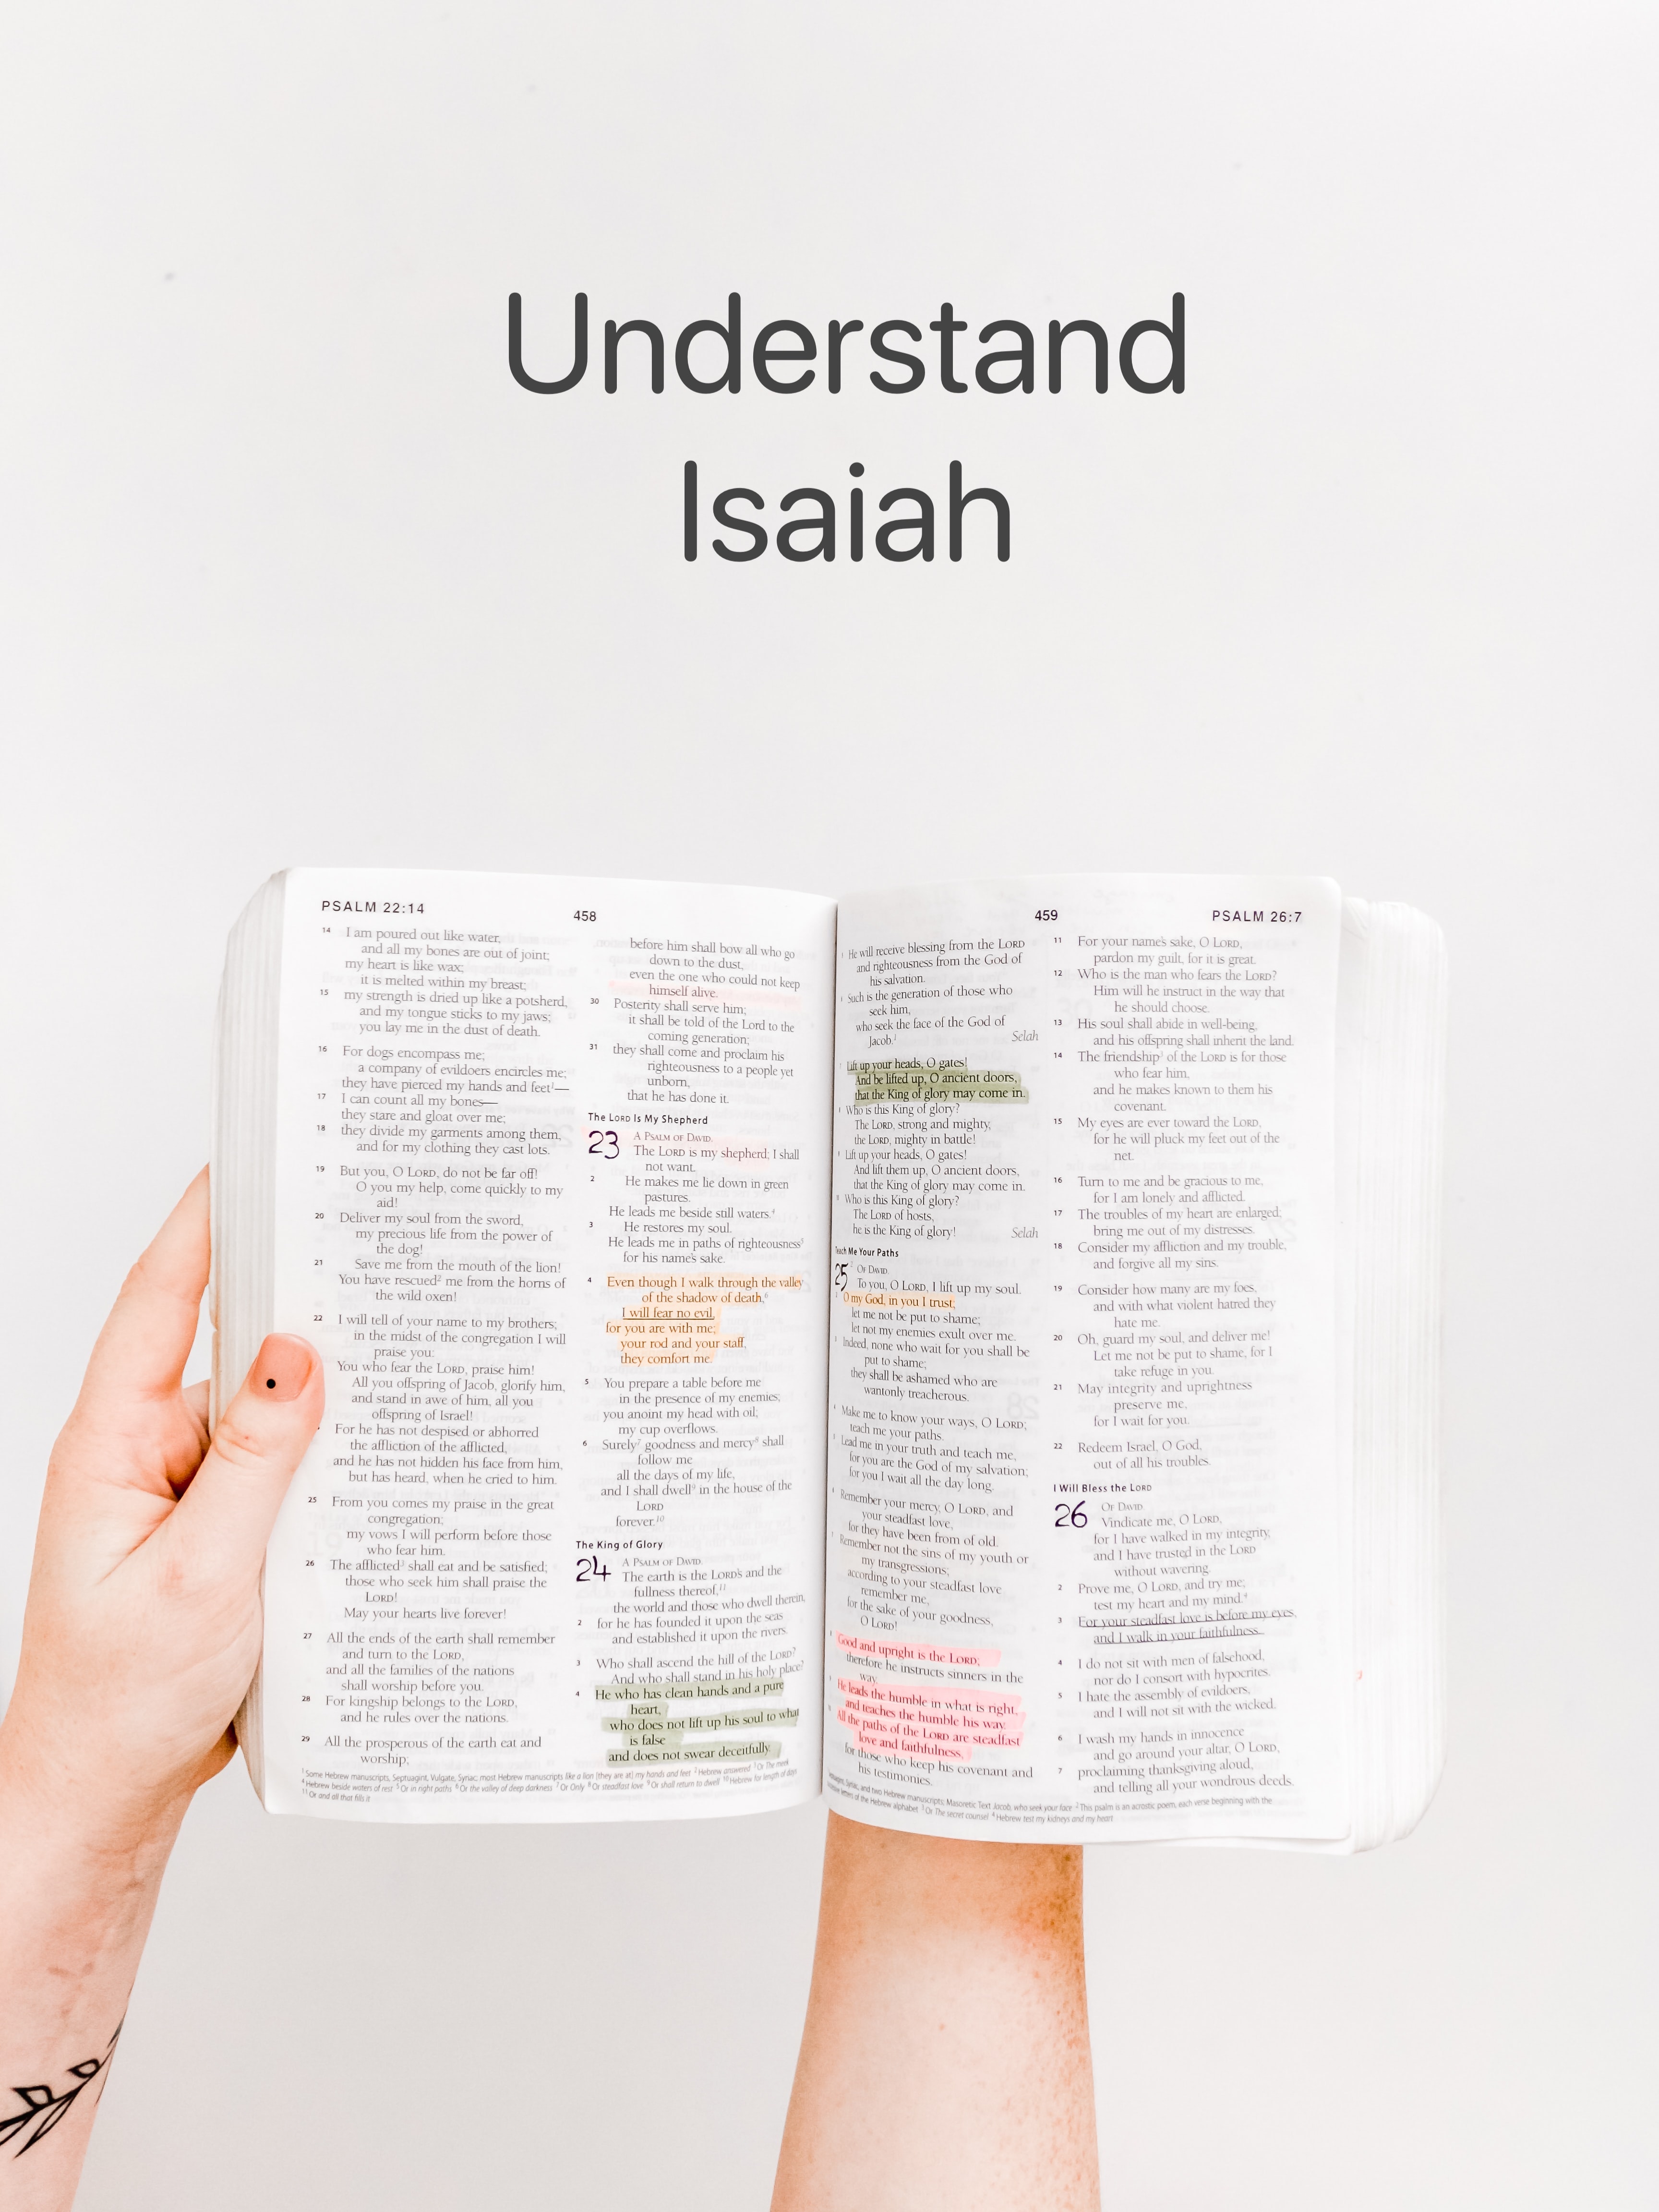 Understand
Isaiah
PSALM 22:14
458
14 I am poured out like water,
and all my bones are out of joint;
my heart is like wax;
it is melted within my breast;
15 my strength is dried up like a potsherd,
and my tongue sticks to my jaws;
you lay me in the dust of death.
16 For dogs encompass me;
a company of evildoers encircles me;
they have pierced my hands and feet¹—
17 I can count all my bones—
they stare and gloat over me;
18 they divide my garments among them,
and for my clothing they cast lots.
19 But you, O LORD, do not be far off!
O you my help, come quickly to my
aid!
20 Deliver my soul from the sword,
my precious life from the power of
the dog!
21 Save me from the mouth of the lion!
You have rescued² me from the horns of
the wild oxen!
22 I will tell of your name to my brothers;
in the midst of the congregation I will
praise you:
You who fear the LORD, praise him!
All you offspring of Jacob, glorify him,
and stand in awe of him, all you
offspring of Israel!
For he has not despised or abhorred
the affliction of the afflicted,
and he has not hidden his face from him,
but has heard, when he cried to him.
25 From you comes my praise in the great
congregation;
my vows I will perform before those
who fear him.
26 The afflicted³ shall eat and be satisfied;
those who seek him shall praise the
LORD!
May your hearts live forever!
27 All the ends of the earth shall remember
and turn to the LORD,
and all the families of the nations
shall worship before you.
28 For kingship belongs to the LORD,
and he rules over the nations.
29 All the prosperous of the earth eat and
worship;
before him shall bow all who go
down to the dust,
even the one who could not keep
himself alive.
30 Posterity shall serve him;
it shall be told of the Lord to the
coming generation;
31 they shall come and proclaim his
righteousness to a people yet
unborn,
that he has done it.
The LORD Is My Shepherd
23 A PSALM OF DAVID.
The LORD is my shepherd; I shall
not want.
2 He makes me lie down in green
pastures.
He leads me beside still waters.⁴
3 He restores my soul.
He leads me in paths of righteousness⁵
for his name's sake.
4 Even though I walk through the valley
of the shadow of death,⁶
I will fear no evil,
for you are with me;
your rod and your staff,
they comfort me.
5 You prepare a table before me
in the presence of my enemies;
you anoint my head with oil;
my cup overflows.
6 Surely⁷ goodness and mercy⁸ shall
follow me
all the days of my life,
and I shall dwell⁹ in the house of the
LORD
forever.¹⁰
The King of Glory
24 A PSALM OF DAVID.
The earth is the LORD's and the
fullness thereof,¹¹
the world and those who dwell therein,
2 for he has founded it upon the seas
and established it upon the rivers.
3 Who shall ascend the hill of the LORD?
And who shall stand in his holy place?
4 He who has clean hands and a pure
heart,
who does not lift up his soul to what
is false
and does not swear deceitfully.
¹ Some Hebrew manuscripts, Septuagint, Vulgate, Syriac; most Hebrew manuscripts like a lion [they are at] my hands and feet ² Hebrew answered ³ Or The meek
⁴ Hebrew beside waters of rest ⁵ Or in right paths ⁶ Or the valley of deep darkness ⁷ Or Only ⁸ Or steadfast love ⁹ Or shall return to dwell ¹⁰ Hebrew for length of days
¹¹ Or and all that fills it
459
PSALM 26:7
He will receive blessing from the LORD
and righteousness from the God of
his salvation.
Such is the generation of those who
seek him,
who seek the face of the God of
Jacob.¹ Selah
Lift up your heads, O gates!
And be lifted up, O ancient doors,
that the King of glory may come in.
Who is this King of glory?
The LORD, strong and mighty,
the LORD, mighty in battle!
Lift up your heads, O gates!
And lift them up, O ancient doors,
that the King of glory may come in.
Who is this King of glory?
The LORD of hosts,
he is the King of glory! Selah
Teach Me Your Paths
25 OF DAVID.
To you, O LORD, I lift up my soul.
O my God, in you I trust;
let me not be put to shame;
let not my enemies exult over me.
Indeed, none who wait for you shall be
put to shame;
they shall be ashamed who are
wantonly treacherous.
Make me to know your ways, O LORD;
teach me your paths.
Lead me in your truth and teach me,
for you are the God of my salvation;
for you I wait all the day long.
Remember your mercy, O LORD, and
your steadfast love,
for they have been from of old.
Remember not the sins of my youth or
my transgressions;
according to your steadfast love
remember me,
for the sake of your goodness,
O LORD!
Good and upright is the LORD;
therefore he instructs sinners in the
way.
He leads the humble in what is right,
and teaches the humble his way.
All the paths of the LORD are steadfast
love and faithfulness,
for those who keep his covenant and
his testimonies.
11 For your name's sake, O LORD,
pardon my guilt, for it is great.
12 Who is the man who fears the LORD?
Him will he instruct in the way that
he should choose.
13 His soul shall abide in well-being,
and his offspring shall inherit the land.
14 The friendship³ of the LORD is for those
who fear him,
and he makes known to them his
covenant.
15 My eyes are ever toward the LORD,
for he will pluck my feet out of the
net.
16 Turn to me and be gracious to me,
for I am lonely and afflicted.
17 The troubles of my heart are enlarged;
bring me out of my distresses.
18 Consider my affliction and my trouble,
and forgive all my sins.
19 Consider how many are my foes,
and with what violent hatred they
hate me.
20 Oh, guard my soul, and deliver me!
Let me not be put to shame, for I
take refuge in you.
21 May integrity and uprightness
preserve me,
for I wait for you.
22 Redeem Israel, O God,
out of all his troubles.
I Will Bless the LORD
26 OF DAVID.
Vindicate me, O LORD,
for I have walked in my integrity,
and I have trusted in the LORD
without wavering.
2 Prove me, O LORD, and try me;
test my heart and my mind.⁴
3 For your steadfast love is before my eyes,
and I walk in your faithfulness.
4 I do not sit with men of falsehood,
nor do I consort with hypocrites.
5 I hate the assembly of evildoers,
and I will not sit with the wicked.
6 I wash my hands in innocence
and go around your altar, O LORD,
7 proclaiming thanksgiving aloud,
and telling all your wondrous deeds.
Syriac, and two Hebrew manuscripts; Masoretic Text Jacob, who seek your face ² This psalm is an acrostic poem, each verse beginning with the
letters of the Hebrew alphabet ³ Or The secret counsel ⁴ Hebrew test my kidneys and my heart